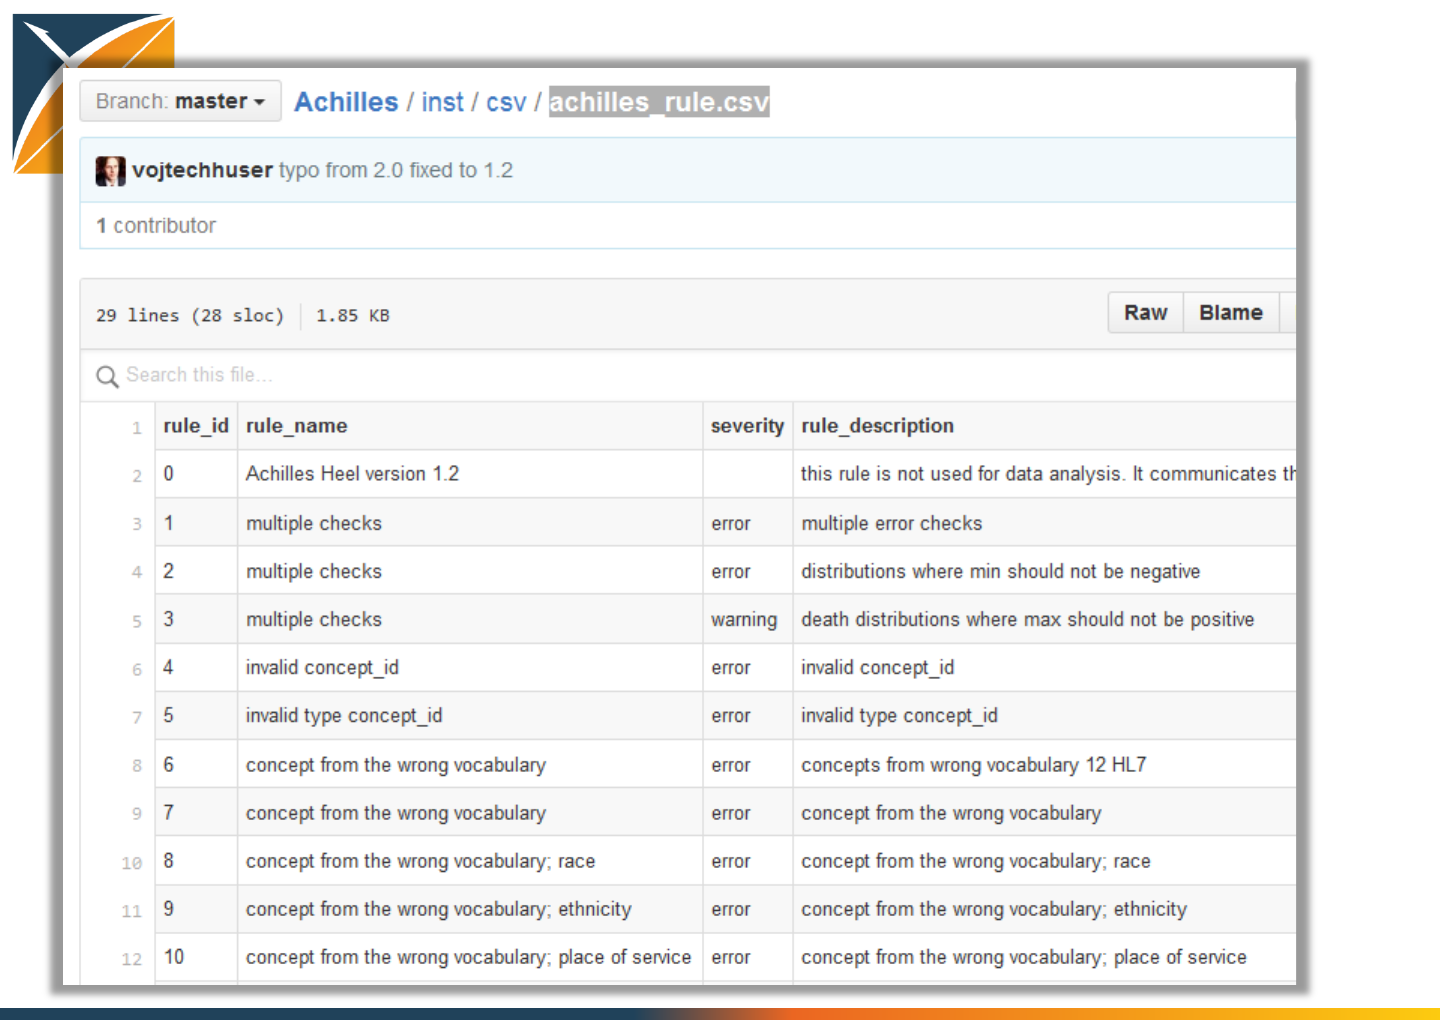 Branch: master Achilles / inst / csv / achilles_rule.csv
vojtechhuser typo from 2.0 fixed to 1.2
1 contributor
29 lines (28 sloc) 1.85 KB Raw Blame
Search this file...
1 rule_id rule_name severity rule_description
2 0 Achilles Heel version 1.2 this rule is not used for data analysis. It communicates th
3 1 multiple checks error multiple error checks
4 2 multiple checks error distributions where min should not be negative
5 3 multiple checks warning death distributions where max should not be positive
6 4 invalid concept_id error invalid concept_id
7 5 invalid type concept_id error invalid type concept_id
8 6 concept from the wrong vocabulary error concepts from wrong vocabulary 12 HL7
9 7 concept from the wrong vocabulary error concept from the wrong vocabulary
10 8 concept from the wrong vocabulary; race error concept from the wrong vocabulary; race
11 9 concept from the wrong vocabulary; ethnicity error concept from the wrong vocabulary; ethnicity
12 10 concept from the wrong vocabulary; place of service error concept from the wrong vocabulary; place of service